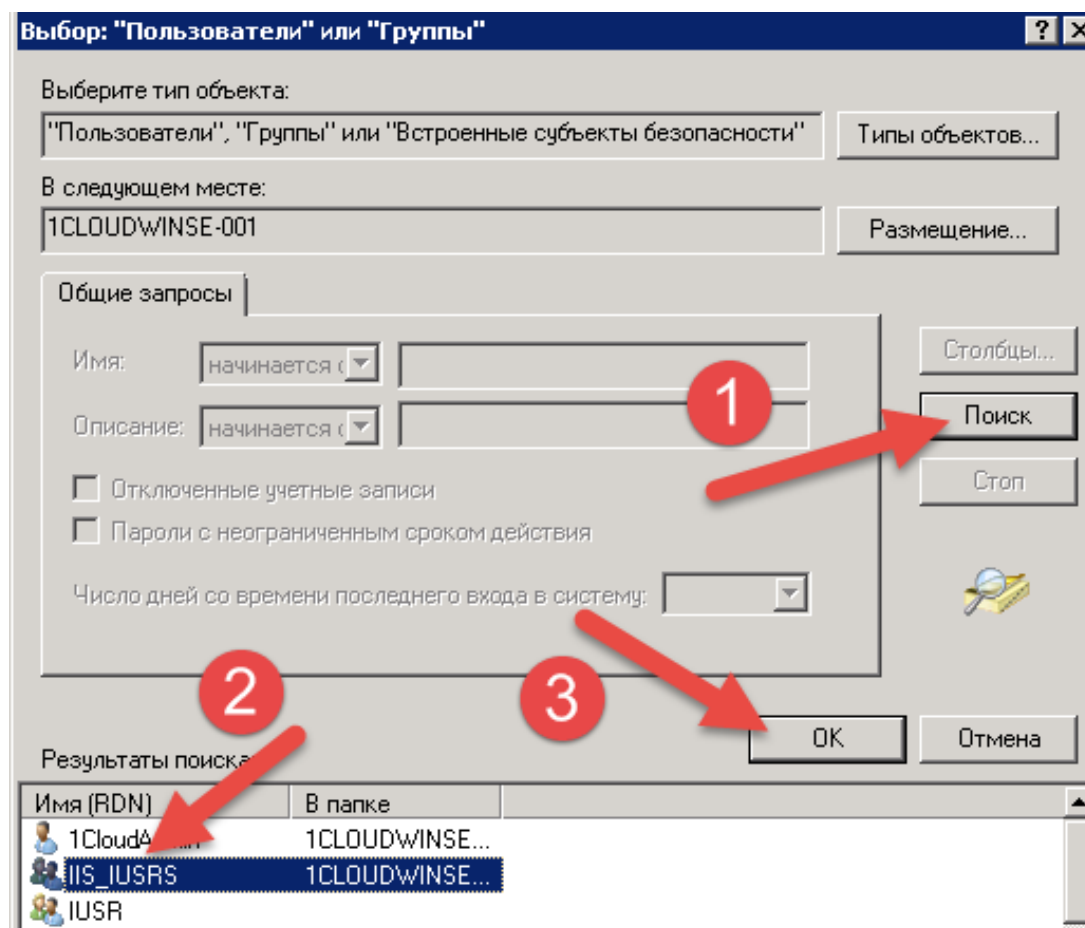 Выбор: "Пользователи" или "Группы"
? X
Выберите тип объекта:
"Пользователи", "Группы" или "Встроенные субъекты безопасности"
Типы объектов...
В следующем месте:
1CLOUDWINSE-001
Размещение...
Общие запросы
Имя:
начинается
Столбцы...
1
Поиск
Описание:
начинается
Стоп
Отключенные учетные записи
Пароли с неограниченным сроком действия
Число дней со времени последнего входа в систему:
2
3
OK
Отмена
Результаты поиска
Имя (RDN) В папке
1CLOUDWINSE...
IIS_IUSRS 1CLOUDWINSE...
IUSR